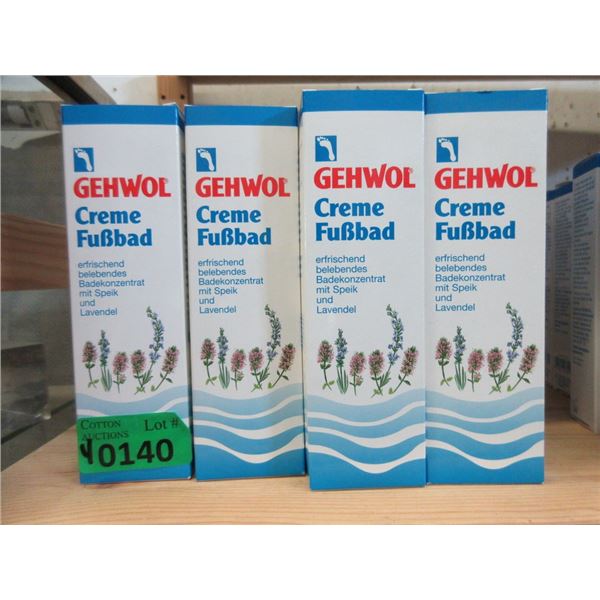 GEHWOL
Creme
Fußbad
erfrischend
belebendes
Badekonzentrat
mit Speik
und
Lavendel
COTTON
AUCTIONS
Lot #
40140
GEHWOL
Creme
Fußbad
erfrischend
belebendes
Badekonzentrat
mit Speik
und
Lavendel
GEHWOL
Creme
Fußbad
erfrischend
belebendes
Badekonzentrat
mit Speik
und
Lavendel
GEHWOL
Creme
Fußbad
erfrischend
belebendes
Badekonzentrat
mit Speik
und
Lavendel